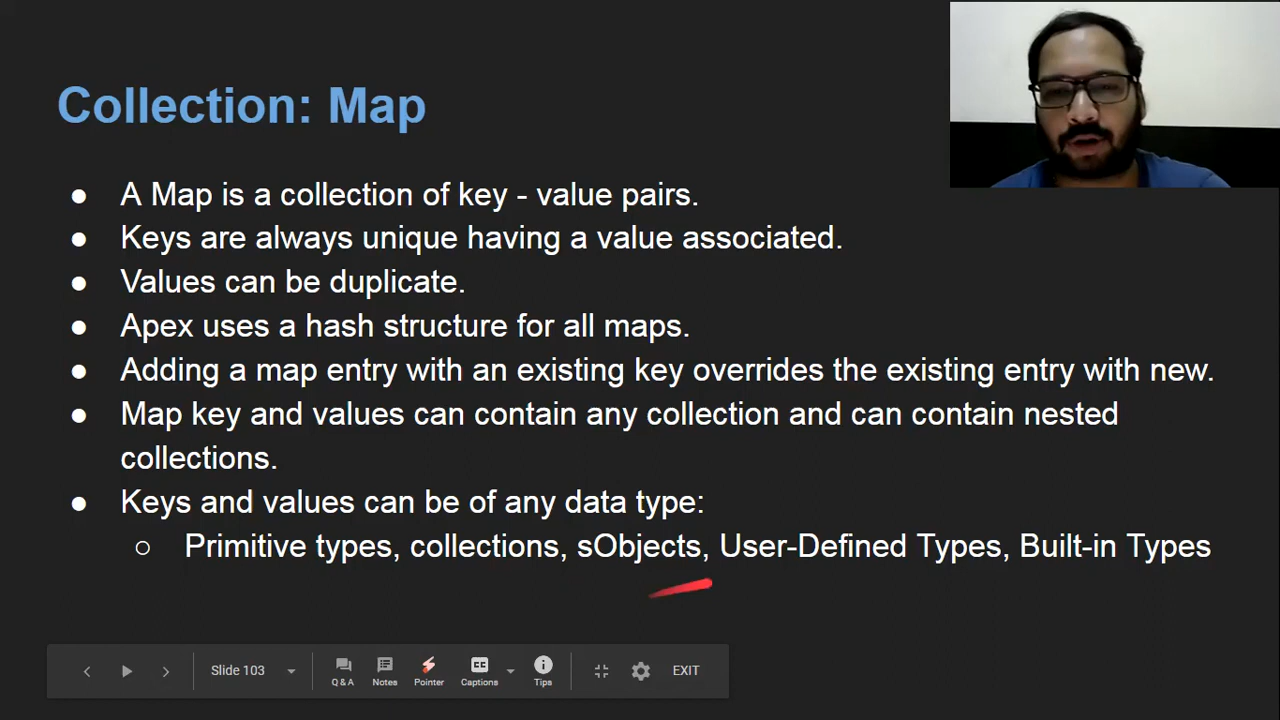 Collection: Map
● A Map is a collection of key - value pairs.
● Keys are always unique having a value associated.
● Values can be duplicate.
● Apex uses a hash structure for all maps.
● Adding a map entry with an existing key overrides the existing entry with new.
● Map key and values can contain any collection and can contain nested
collections.
● Keys and values can be of any data type:
○ Primitive types, collections, sObjects, User-Defined Types, Built-in Types
Slide 103
Q & A
Notes
Pointer
CC
Captions
Tips
EXIT